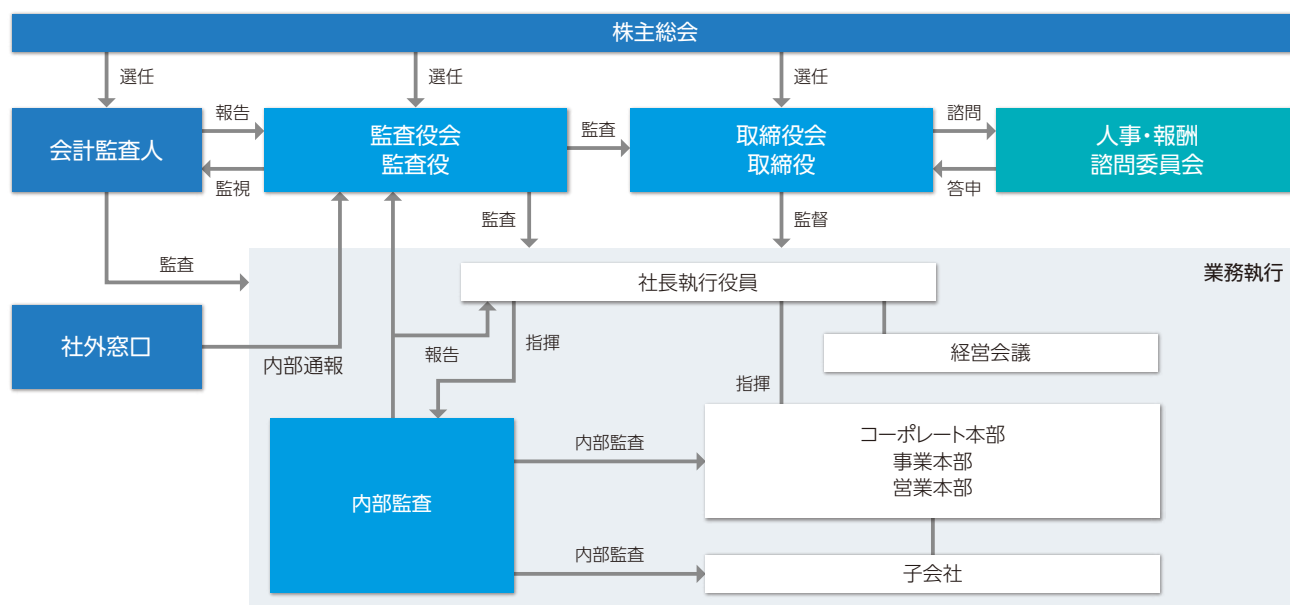 株主総会
選任
選任
選任
会計監査人
報告
監視
監査役会
監査役
監査
取締役会
取締役
諮問
答申
人事・報酬
諮問委員会
監査
監査
監督
業務執行
社長執行役員
社外窓口
内部通報
報告
指揮
指揮
経営会議
内部監査
内部監査
コーポレート本部
事業本部
営業本部
内部監査
子会社